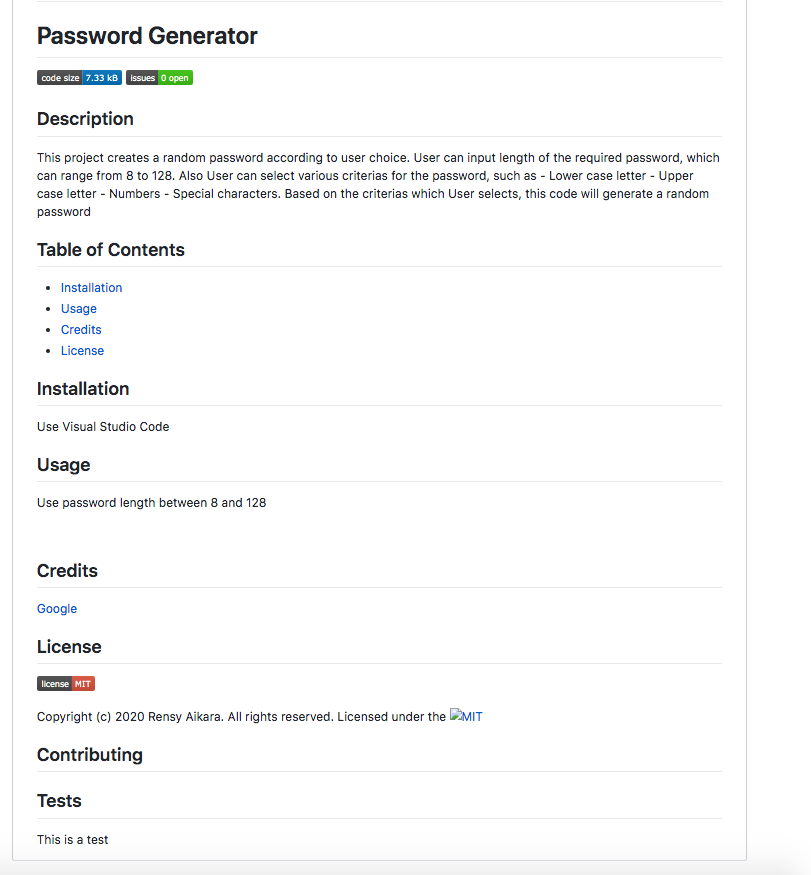 Password Generator
code size 7.33 kB issues 0 open
Description
This project creates a random password according to user choice. User can input length of the required password, which
can range from 8 to 128. Also User can select various criterias for the password, such as - Lower case letter - Upper
case letter - Numbers - Special characters. Based on the criterias which User selects, this code will generate a random
password
Table of Contents
Installation
Usage
Credits
License
Installation
Use Visual Studio Code
Usage
Use password length between 8 and 128
Credits
Google
License
license MIT
Copyright (c) 2020 Rensy Aikara. All rights reserved. Licensed under the MIT
Contributing
Tests
This is a test